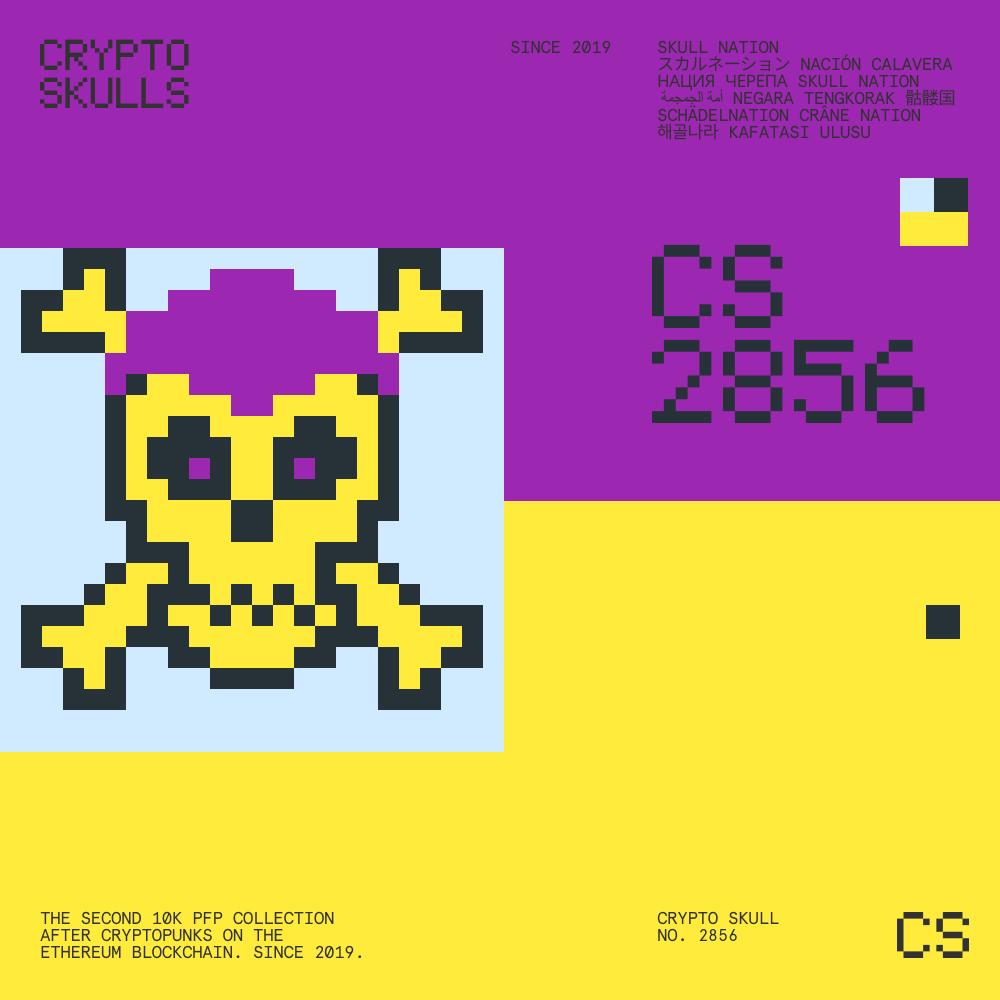 CRYPTO
SKULLS
SINCE 2019
SKULL NATION
スカルネーション NACIÓN CALAVERA
НАЦИЯ ЧЕРЕПА SKULL NATION
أمة الجمجمة NEGARA TENGKORAK 骷髅国
SCHÄDELNATION CRÂNE NATION
해골나라 KAFATASI ULUSU
CS
2856
THE SECOND 10K PFP COLLECTION
AFTER CRYPTOPUNKS ON THE
ETHEREUM BLOCKCHAIN. SINCE 2019.
CRYPTO SKULL
NO. 2856
CS